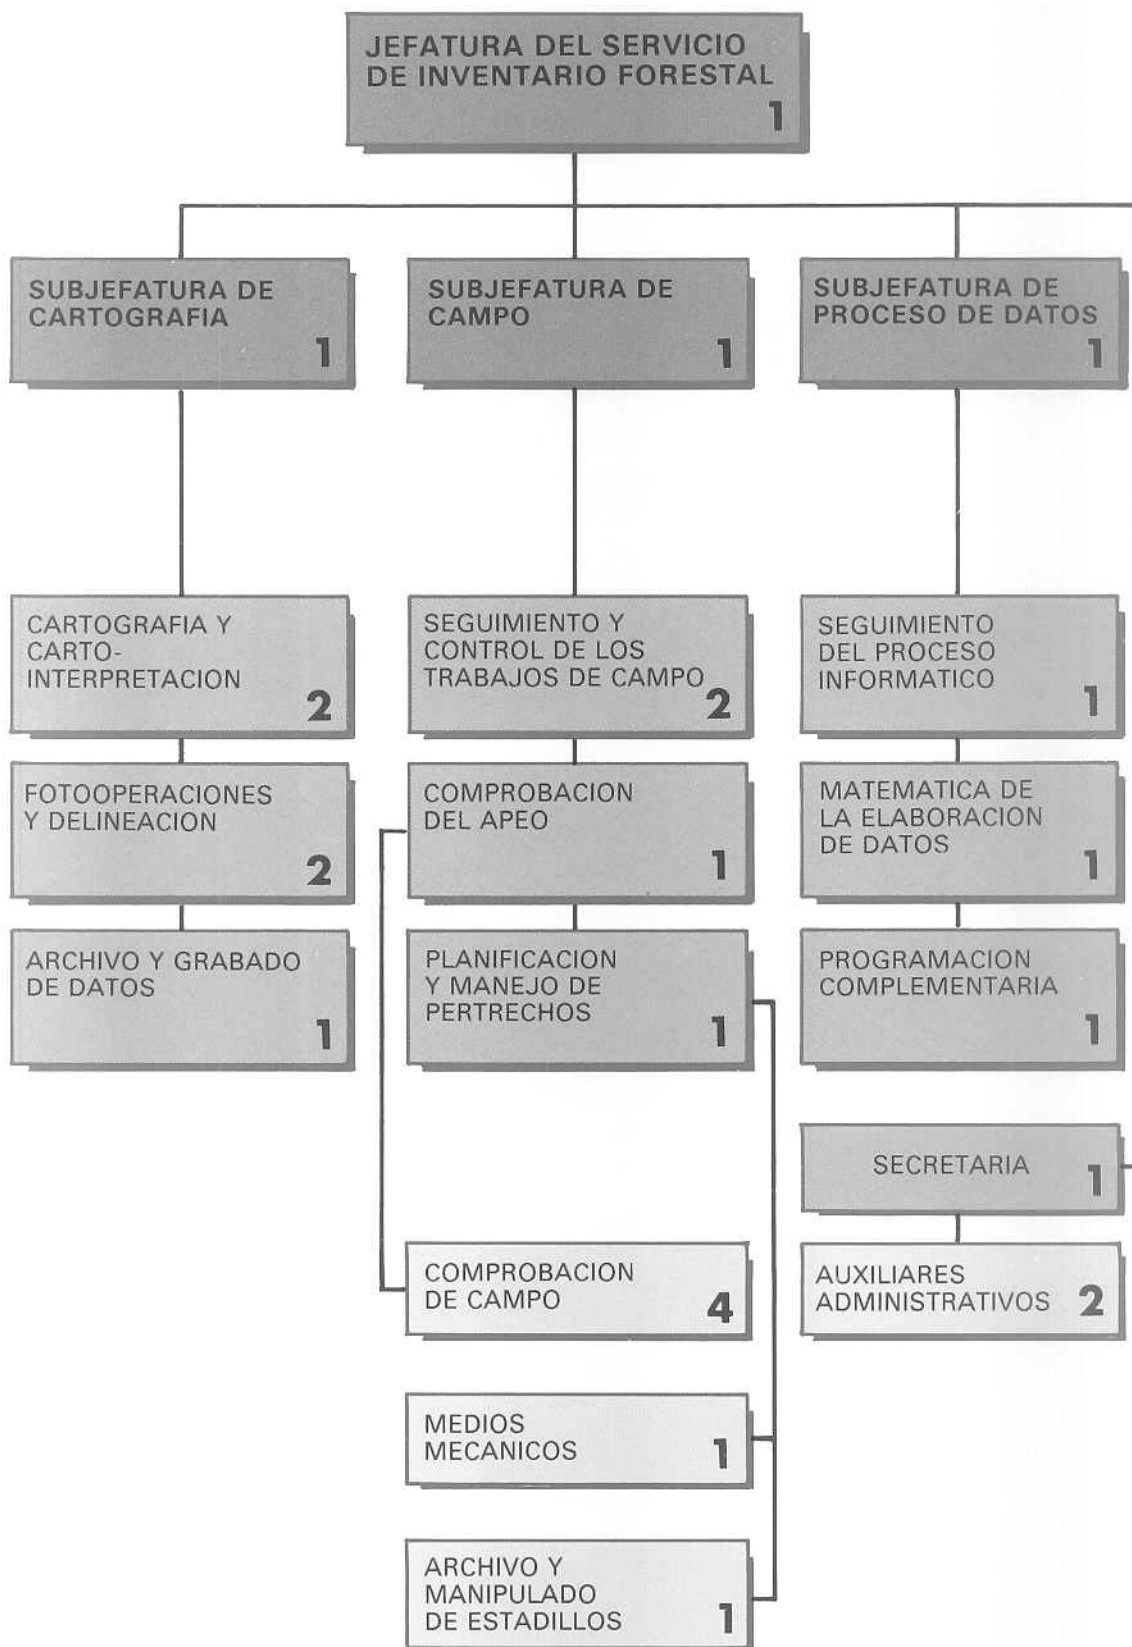 JEFATURA DEL SERVICIO
DE INVENTARIO FORESTAL
1
SUBJEFATURA DE
CARTOGRAFIA
1
SUBJEFATURA DE
CAMPO
1
SUBJEFATURA DE
PROCESO DE DATOS
1
CARTOGRAFIA Y
CARTO-
INTERPRETACION
2
SEGUIMIENTO Y
CONTROL DE LOS
TRABAJOS DE CAMPO
2
SEGUIMIENTO
DEL PROCESO
INFORMATICO
1
FOTOOPERACIONES
Y DELINEACION
2
COMPROBACION
DEL APEO
1
MATEMATICA DE
LA ELABORACION
DE DATOS
1
ARCHIVO Y GRABADO
DE DATOS
1
PLANIFICACION
Y MANEJO DE
PERTRECHOS
1
PROGRAMACION
COMPLEMENTARIA
1
SECRETARIA
1
COMPROBACION
DE CAMPO
4
AUXILIARES
ADMINISTRATIVOS
2
MEDIOS
MECANICOS
1
ARCHIVO Y
MANIPULADO
DE ESTADILLOS
1